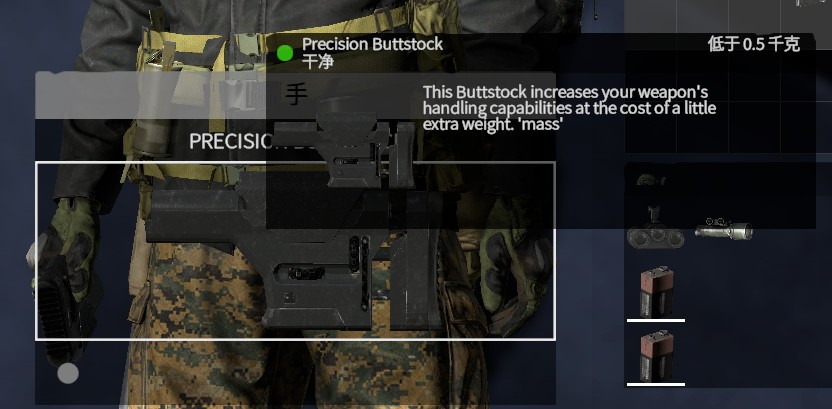 Precision Buttstock
低于 0.5 千克
干净
手
This Buttstock increases your weapon's
handling capabilities at the cost of a little
extra weight. 'mass'
PRECISIO